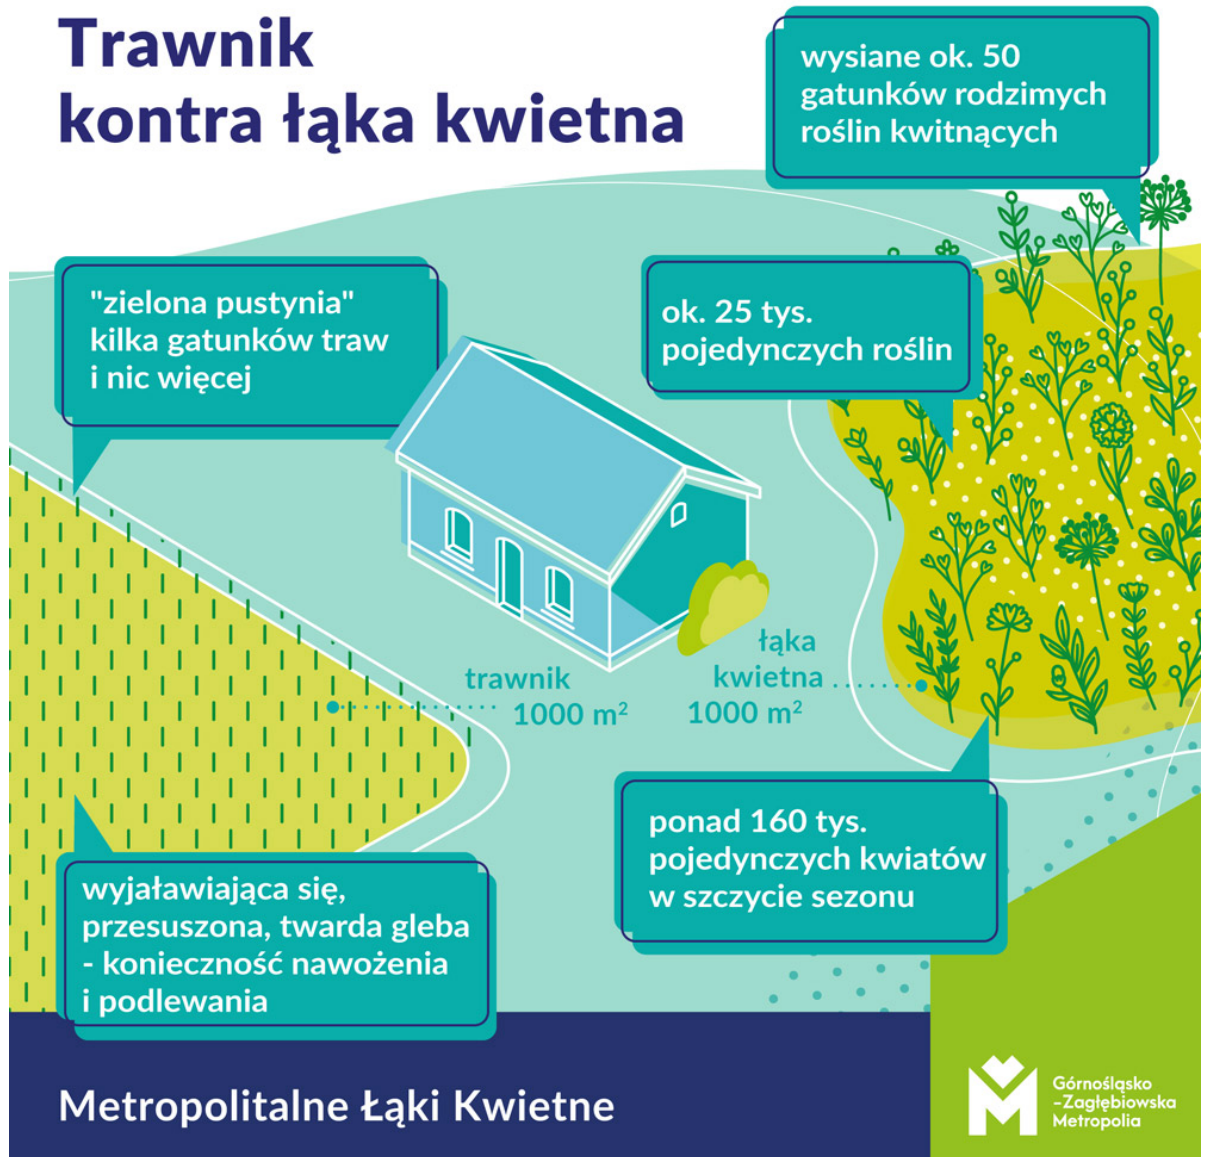 Trawnik
kontra łąka kwietna
wysiane ok. 50
gatunków rodzimych
roślin kwitnących
"zielona pustynia"
kilka gatunków traw
i nic więcej
ok. 25 tys.
pojedynczych roślin
trawnik
1000 m²
łąka
kwietna
1000 m²
wyjaławiająca się,
przesuszona, twarda gleba
- konieczność nawożenia
i podlewania
ponad 160 tys.
pojedynczych kwiatów
w szczycie sezonu
Metropolitalne Łąki Kwietne
Górnośląsko
-Zagłębiowska
Metropolia